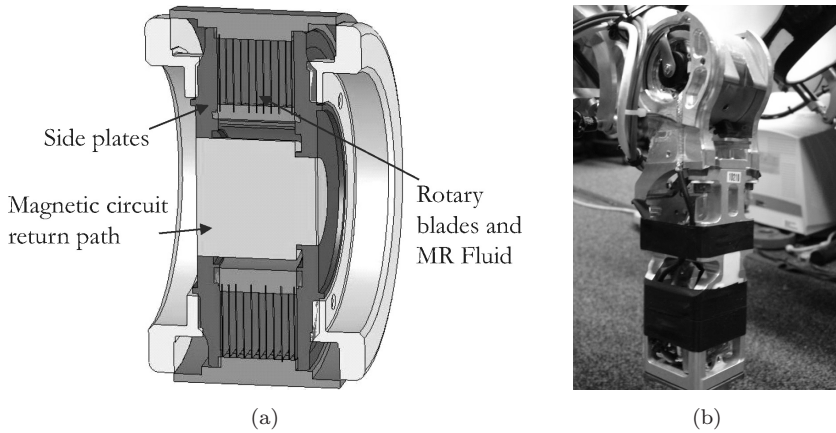 Side plates
Magnetic circuit
return path
Rotary
blades and
MR Fluid
(a)
(b)